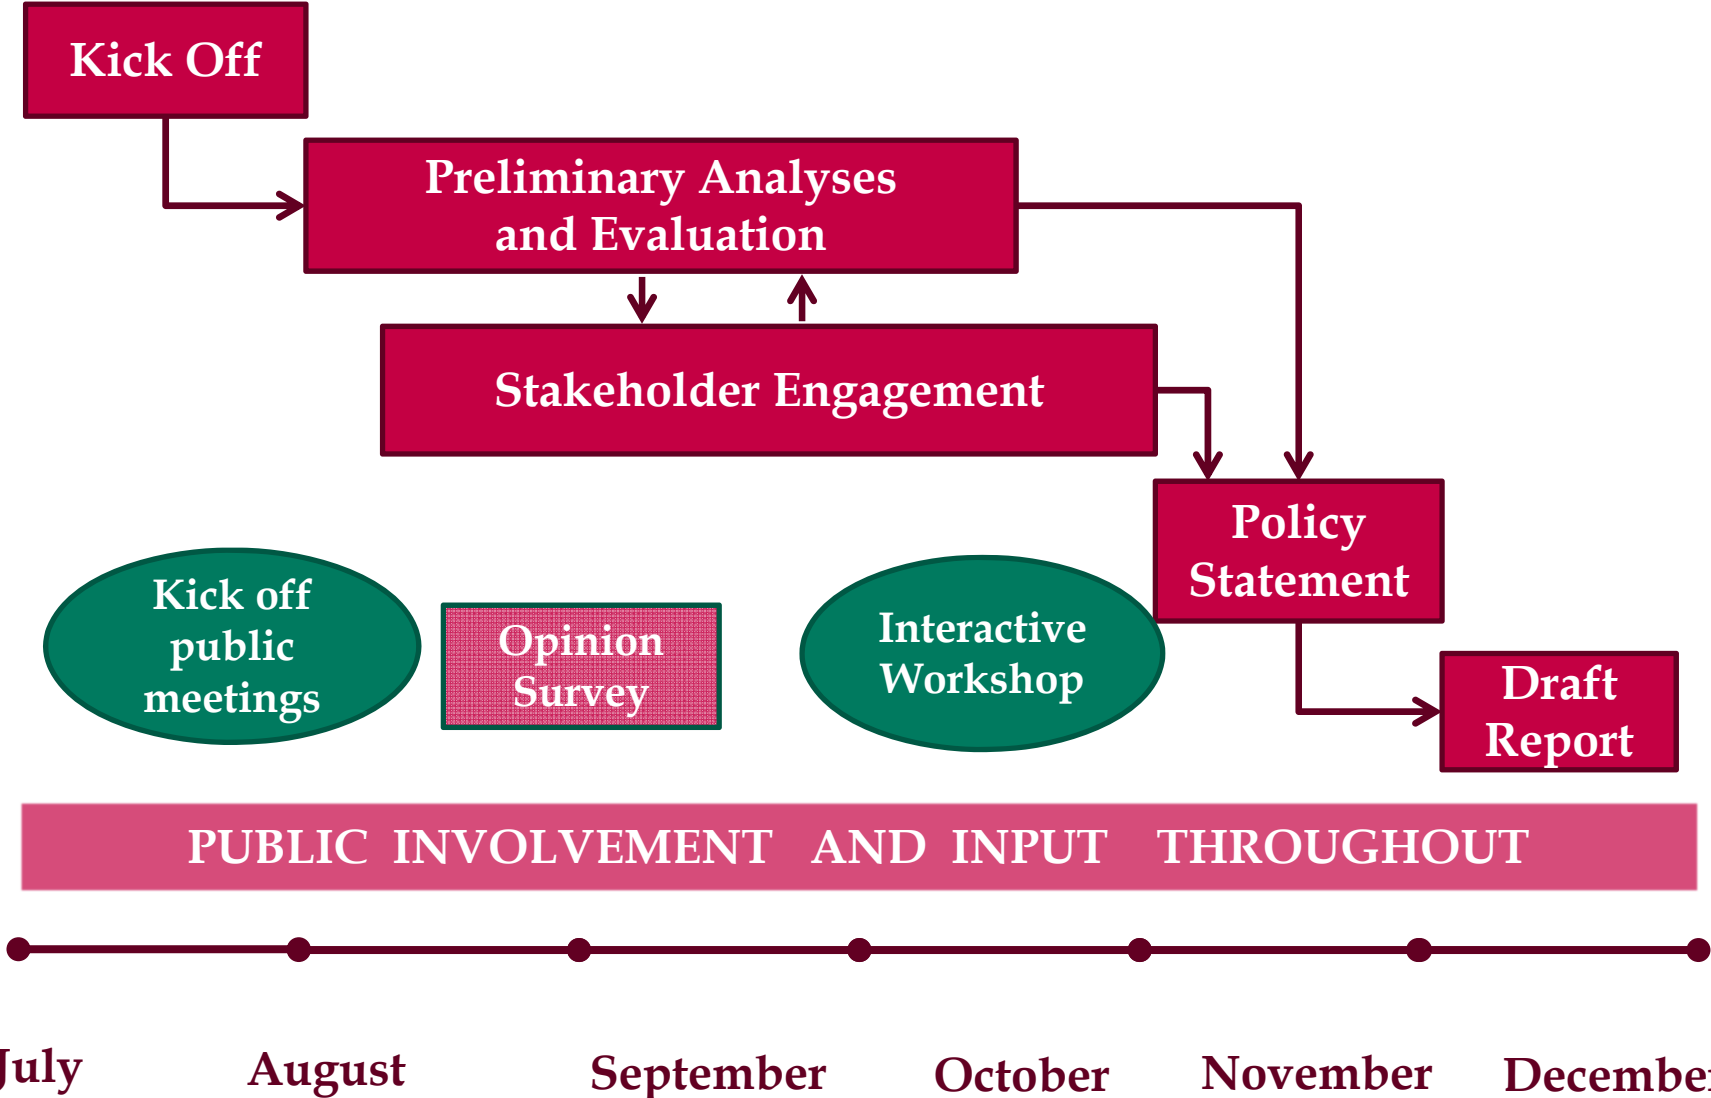 Kick Off
Preliminary Analyses
and Evaluation
Stakeholder Engagement
Policy
Statement
Kick off
public
meetings
Opinion
Survey
Interactive
Workshop
Draft
Report
PUBLIC INVOLVEMENT AND INPUT THROUGHOUT
July
August
September
October
November
December